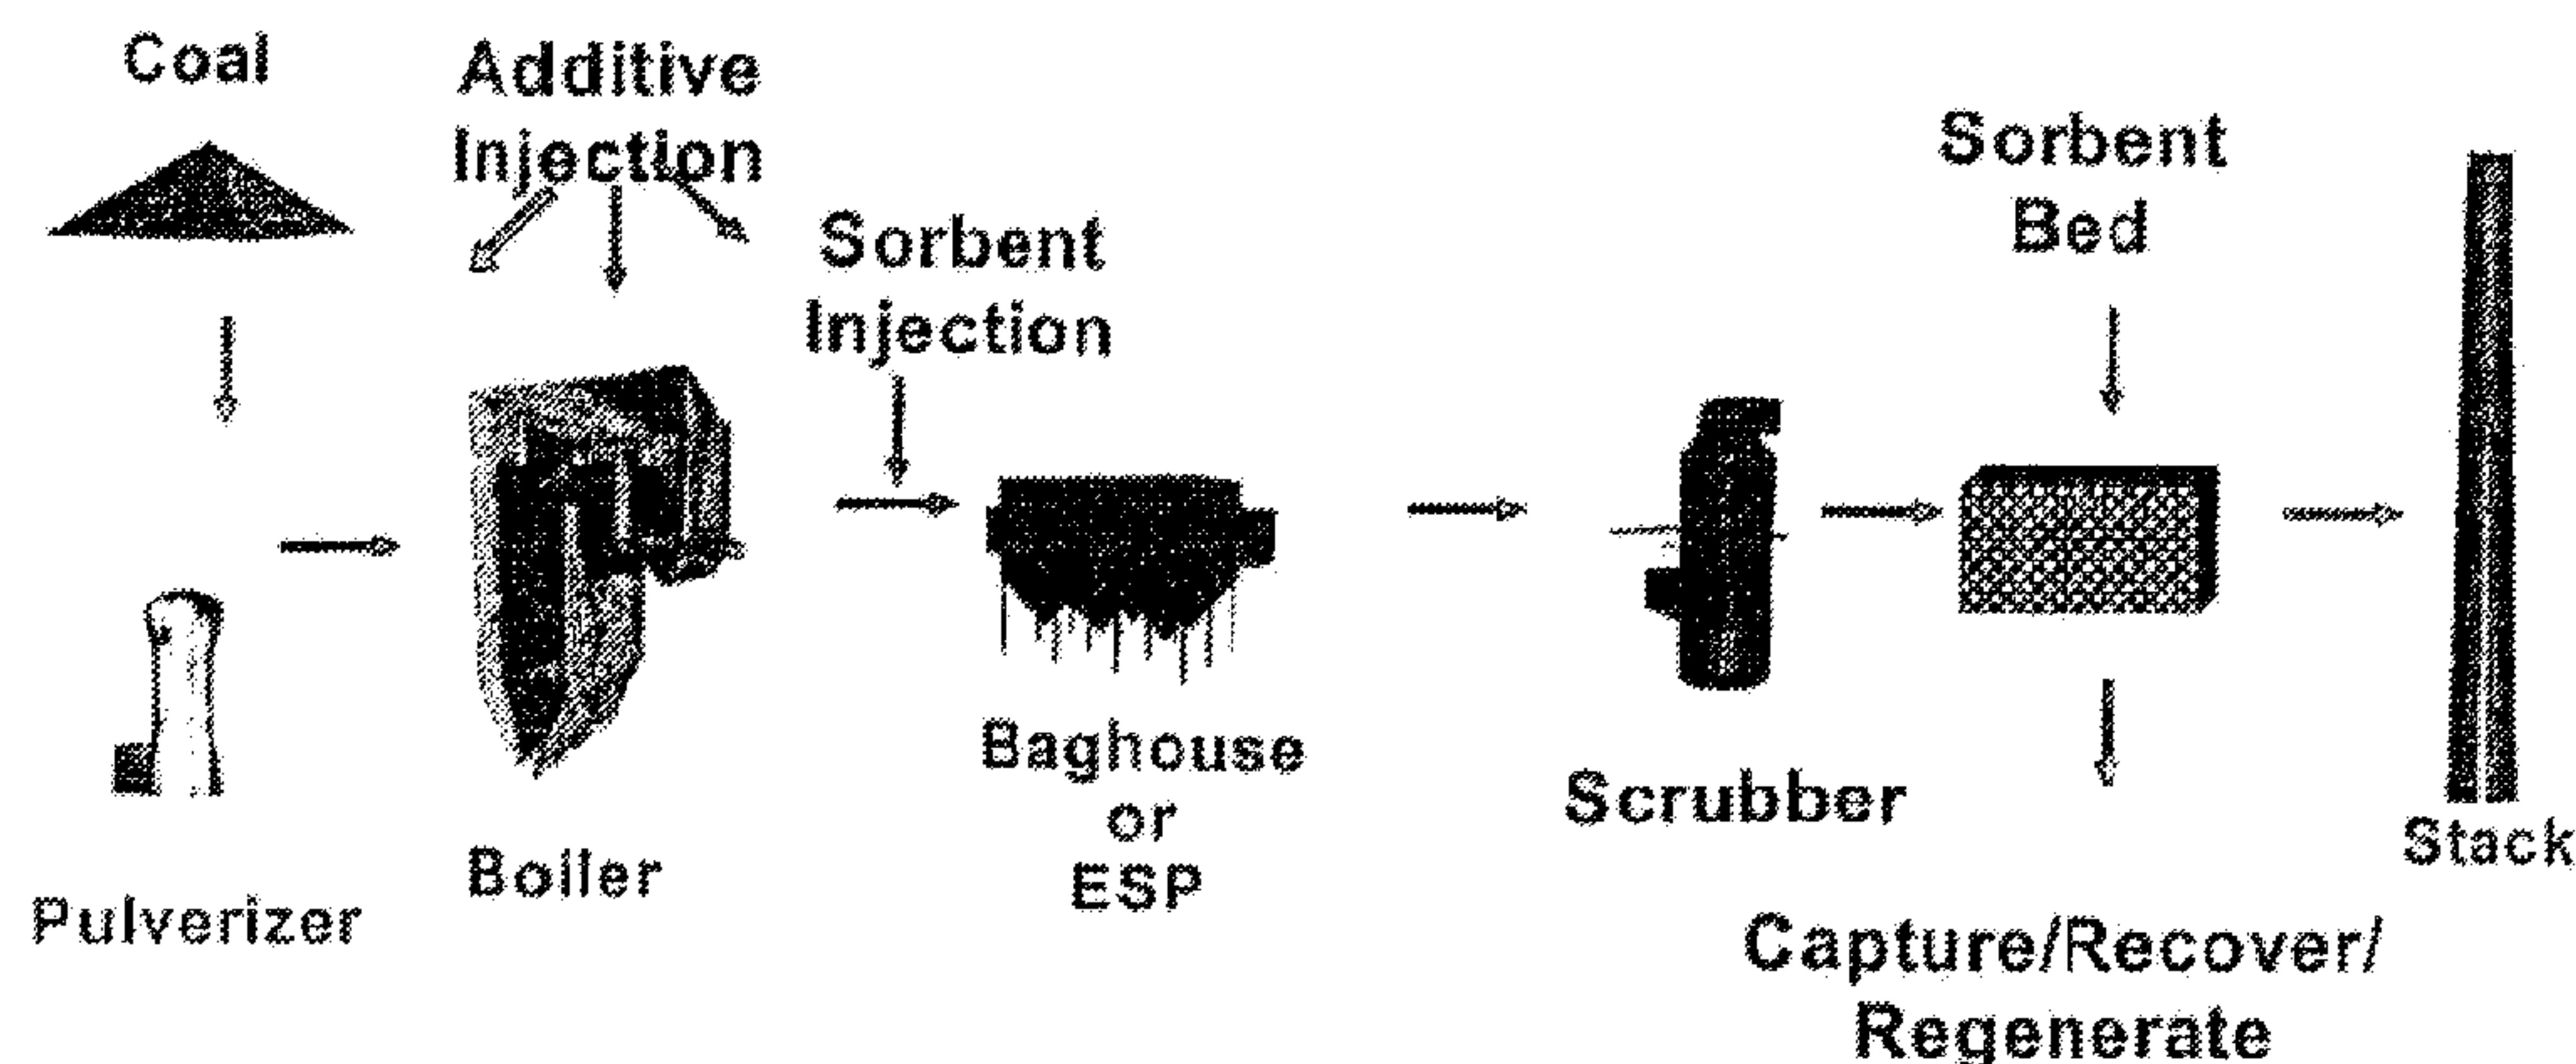 Coal
Additive
Injection
Sorbent
Injection
Sorbent
Bed
Pulverizer
Boiler
Baghouse
or
ESP
Scrubber
Stack
Capture/Recover/
Regenerate